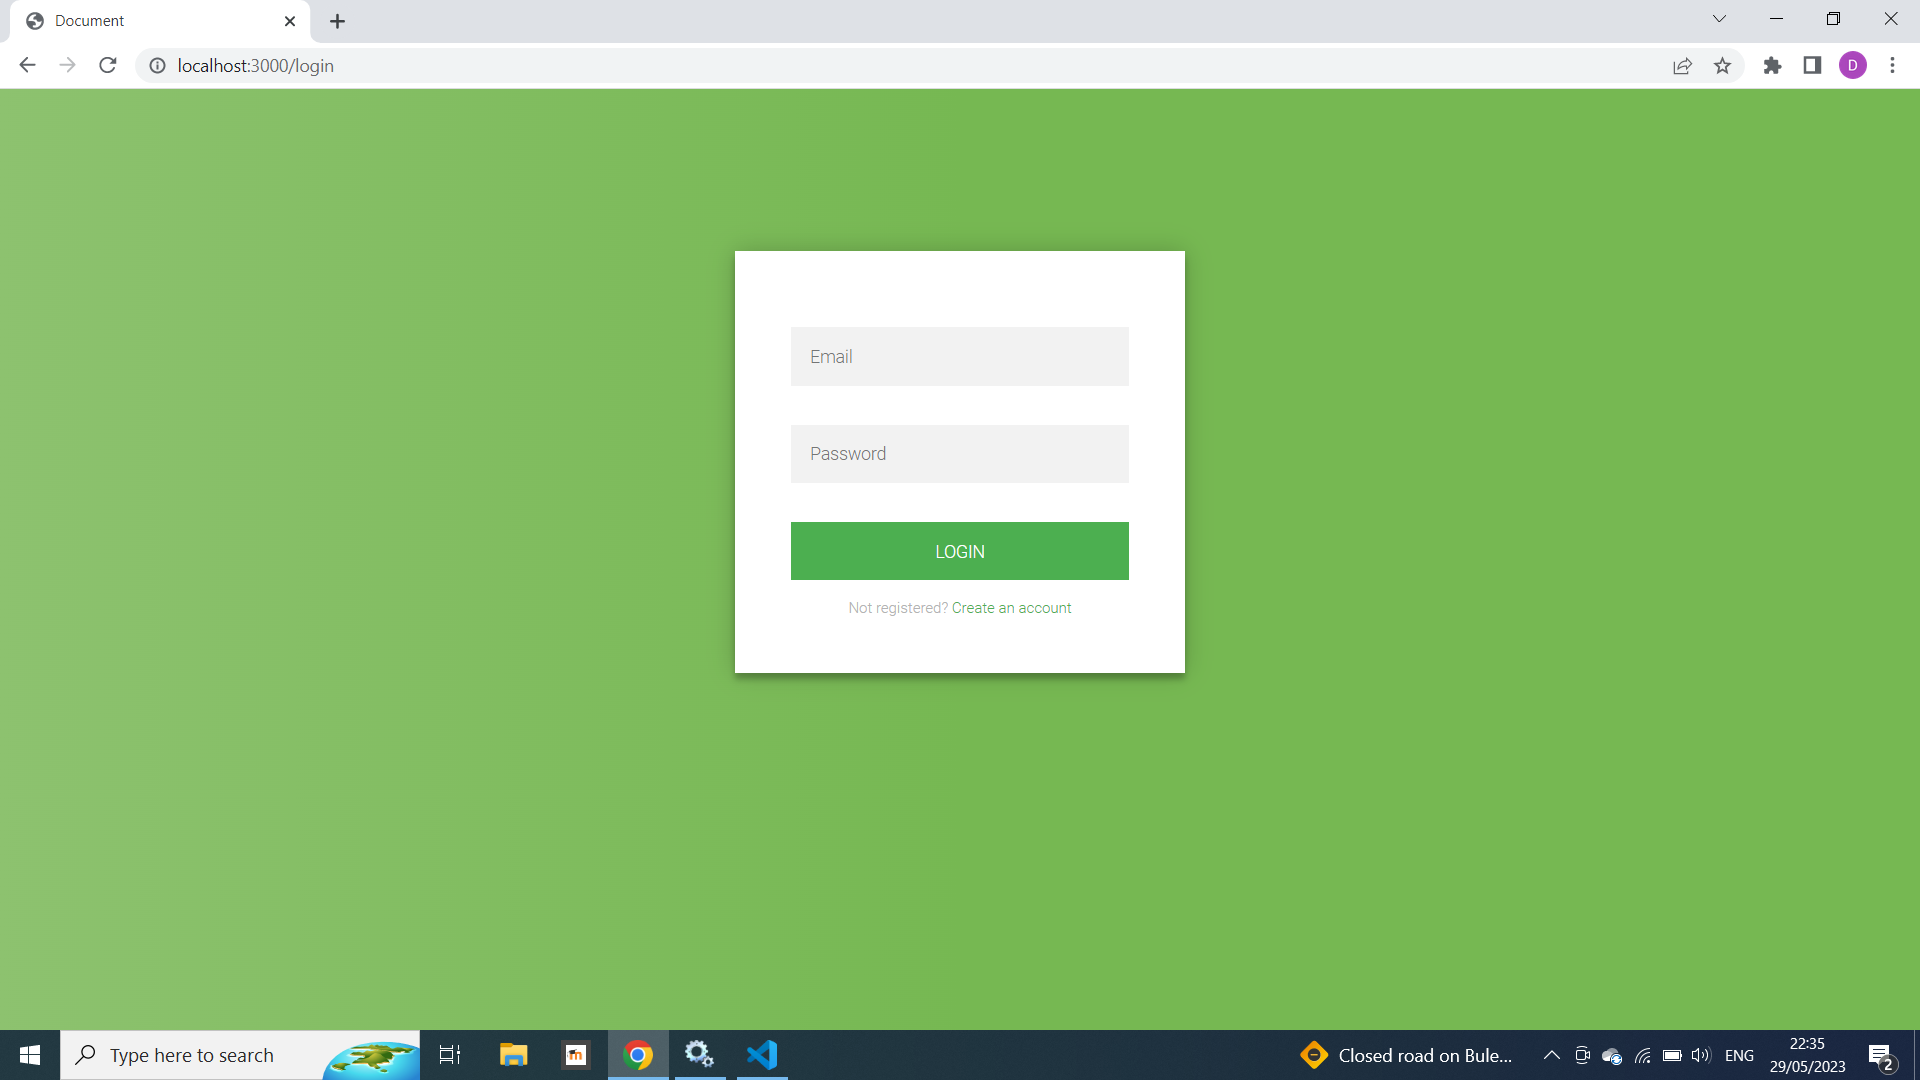 Document
localhost:3000/login
D
Email
Password
LOGIN
Not registered? Create an account
Type here to search
m
Closed road on Bule...
ENG
22:35
29/05/2023
2